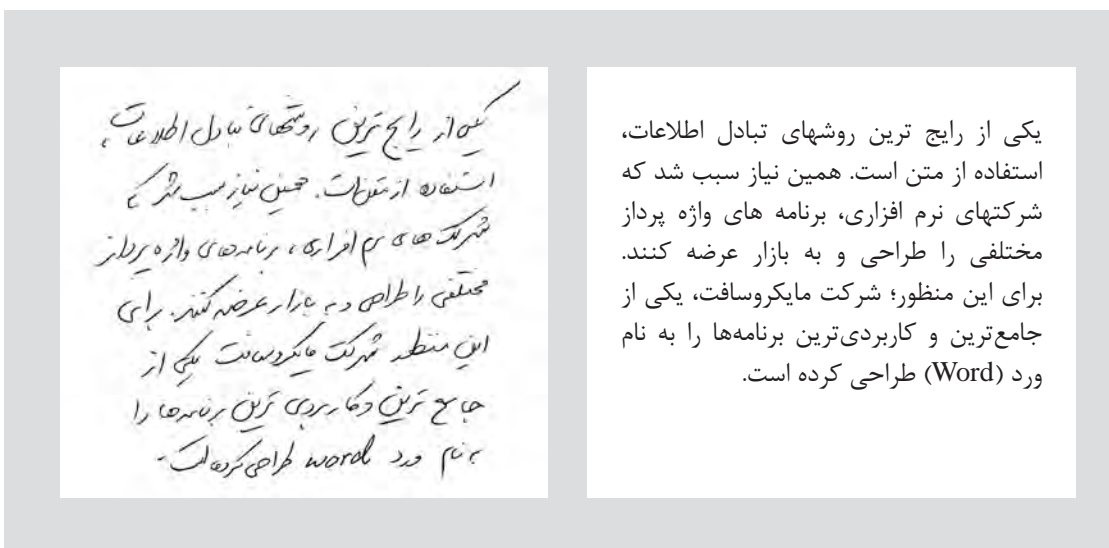 یکی از رایج ترین روشهای تبادل اطلاعات،
استفاده از متن است. همین نیاز سبب شد که
شرکتهای نرم افزاری، برنامه های واژه پرداز
مختلفی را طراحی و به بازار عرضه کنند.
برای این منظور؛ شرکت مایکروسافت، یکی از
جامع‌ترین و کاربردی‌ترین برنامه‌ها را به نام
ورد (Word) طراحی کرده است.
یکی از رایج ترین روشهای تبادل اطلاعات،
استفاده از متن است. همین نیاز سبب شد که
شرکت های نرم افزاری، برنامه های واژه پرداز
مختلفی را طراحی و به بازار عرضه کنند. برای
این منظور شرکت مایکروسافت یکی از
جامع ترین و کاربردی ترین برنامه ها را
به نام ورد word طراحی کرده است.